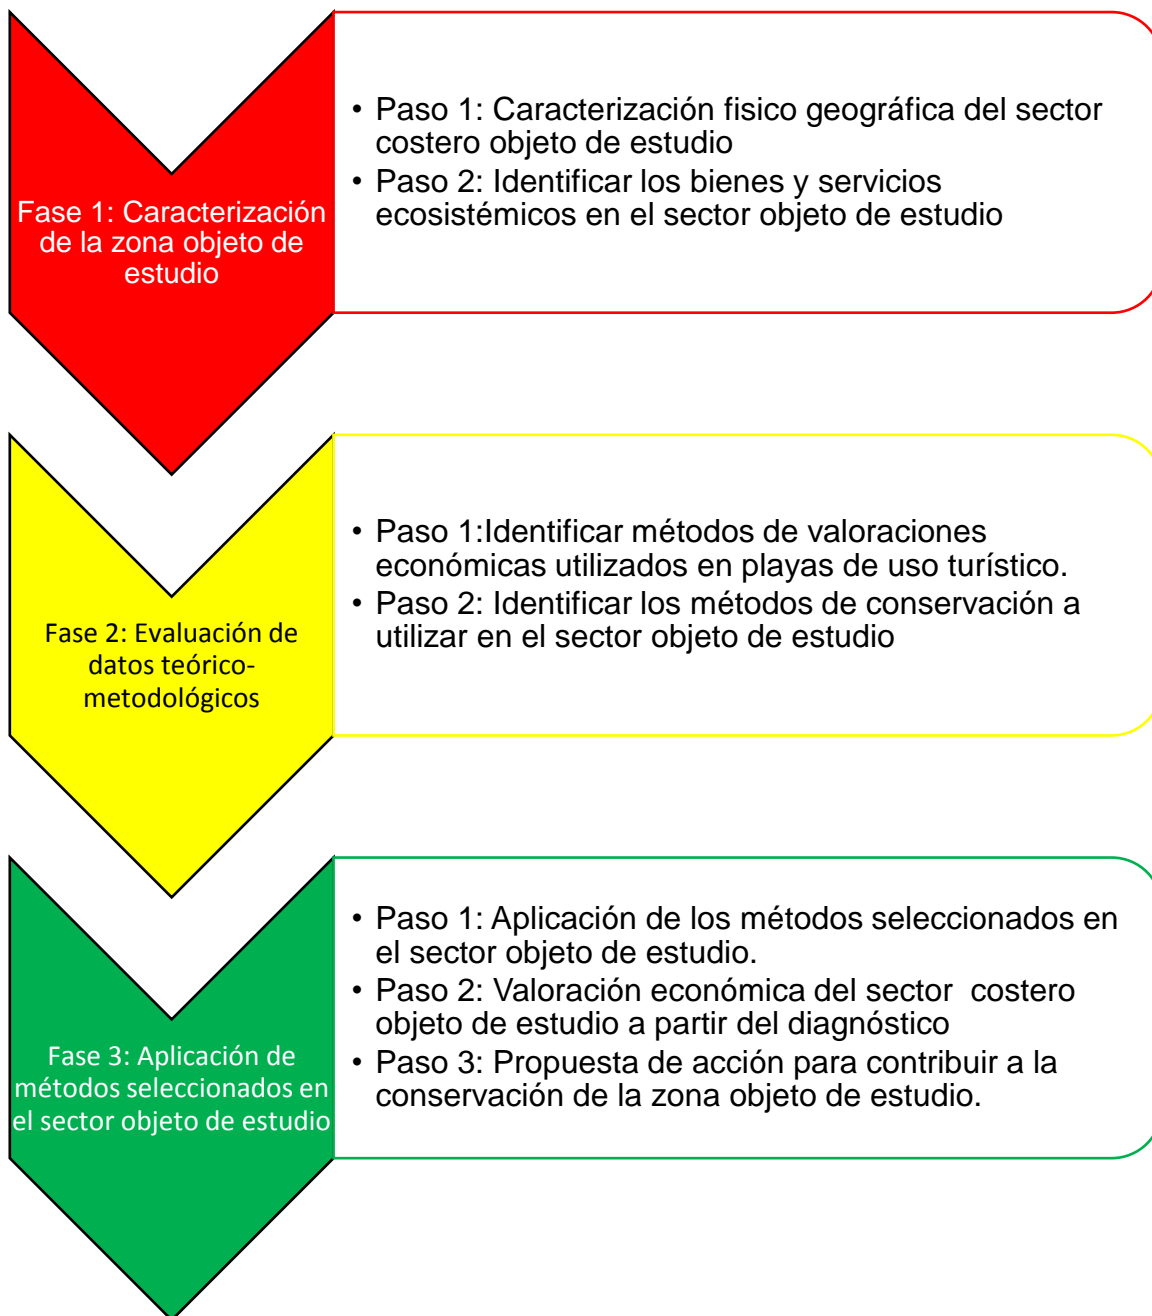 Fase 1: Caracterización
de la zona objeto de
estudio
• Paso 1: Caracterización fisico geográfica del sector
costero objeto de estudio
• Paso 2: Identificar los bienes y servicios
ecosistémicos en el sector objeto de estudio
Fase 2: Evaluación de
datos teórico-
metodológicos
• Paso 1:Identificar métodos de valoraciones
económicas utilizados en playas de uso turístico.
• Paso 2: Identificar los métodos de conservación a
utilizar en el sector objeto de estudio
Fase 3: Aplicación de
métodos seleccionados en
el sector objeto de estudio
• Paso 1: Aplicación de los métodos seleccionados en
el sector objeto de estudio.
• Paso 2: Valoración económica del sector  costero
objeto de estudio a partir del diagnóstico
• Paso 3: Propuesta de acción para contribuir a la
conservación de la zona objeto de estudio.